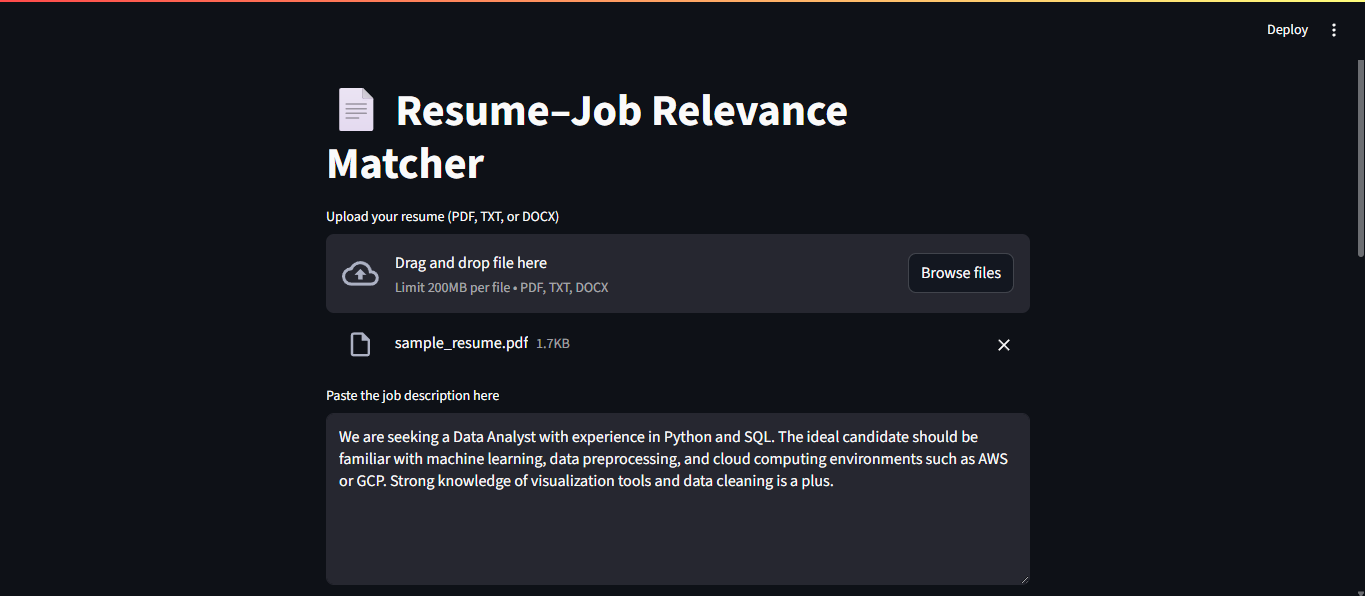 Deploy
Resume–Job Relevance
Matcher
Upload your resume (PDF, TXT, or DOCX)
Drag and drop file here
Limit 200MB per file • PDF, TXT, DOCX
Browse files
sample_resume.pdf 1.7KB
Paste the job description here
We are seeking a Data Analyst with experience in Python and SQL. The ideal candidate should be
familiar with machine learning, data preprocessing, and cloud computing environments such as AWS
or GCP. Strong knowledge of visualization tools and data cleaning is a plus.